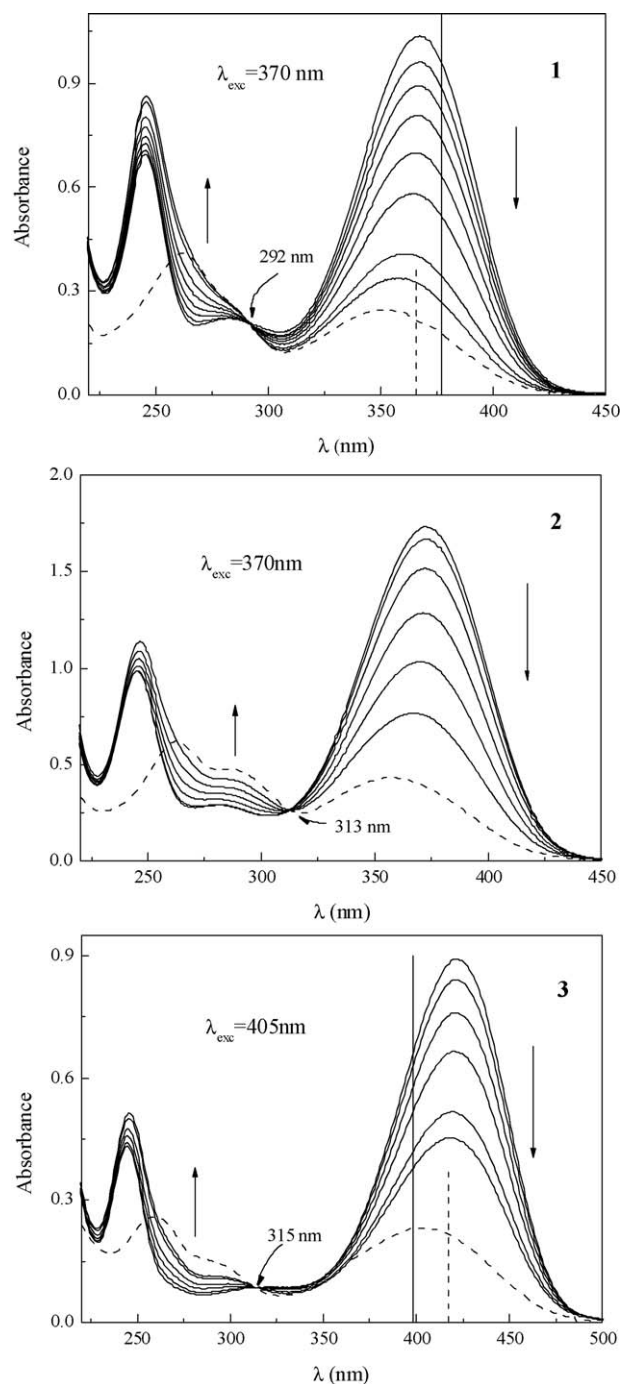 1
λexc=370 nm
292 nm
Absorbance
0.9
0.6
0.3
0.0
250 300 350 400 450
λ (nm)
2
λexc=370nm
313 nm
Absorbance
2.0
1.5
1.0
0.5
0.0
250 300 350 400 450
λ (nm)
3
λexc=405nm
315 nm
Absorbance
0.9
0.6
0.3
0.0
250 300 350 400 450 500
λ (nm)